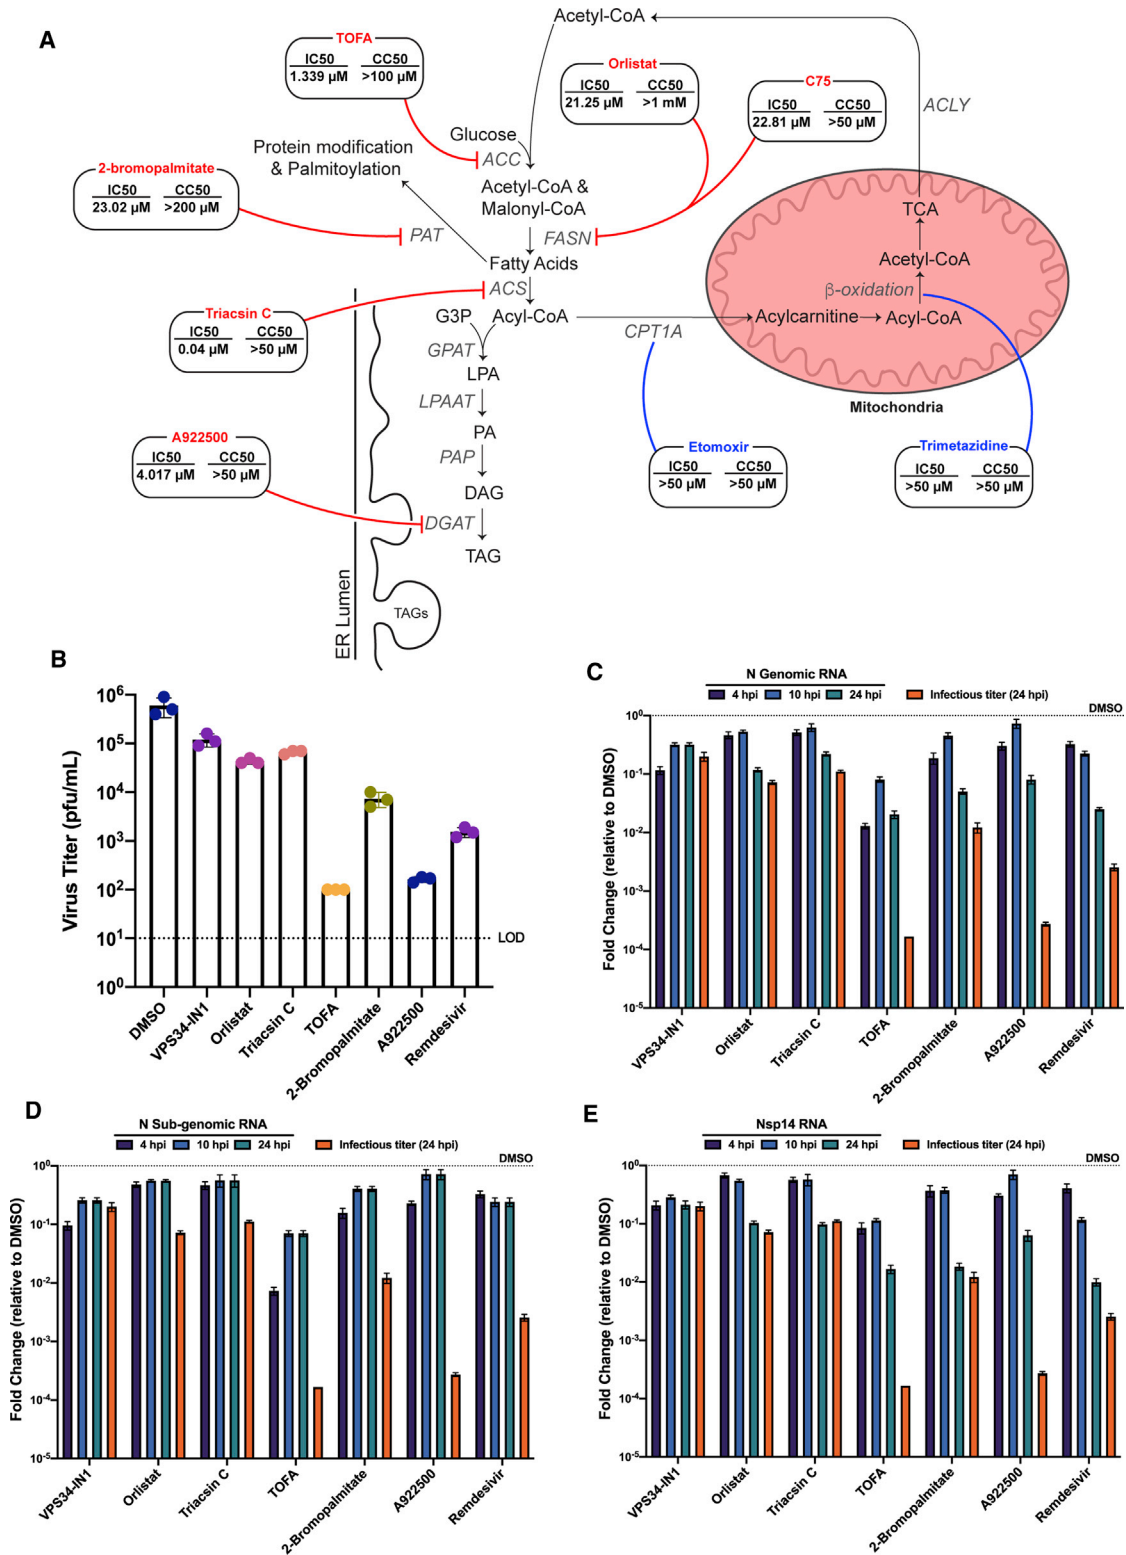 A
Acetyl-CoA
TOFA
IC50 CC50
1.339 µM >100 µM
Orlistat
IC50 CC50
21.25 µM >1 mM
C75
IC50 CC50
22.81 µM >50 µM
ACLY
Glucose
ACC
Protein modification
& Palmitoylation
2-bromopalmitate
IC50 CC50
23.02 µM >200 µM
Acetyl-CoA &
Malonyl-CoA
PAT
FASN
TCA
Acetyl-CoA
Fatty Acids
ACS
β-oxidation
Triacsin C
IC50 CC50
0.04 µM >50 µM
G3P
Acyl-CoA
CPT1A
Acylcarnitine
Acyl-CoA
GPAT
LPA
Mitochondria
LPAAT
PA
A922500
IC50 CC50
4.017 µM >50 µM
PAP
Etomoxir
IC50 CC50
>50 µM >50 µM
Trimetazidine
IC50 CC50
>50 µM >50 µM
DAG
DGAT
TAG
ER Lumen
TAGs
B
Virus Titer (pfu/mL)
10⁶
10⁵
10⁴
10³
10²
10¹
10⁰
LOD
DMSO
VPS34-IN1
Orlistat
Triacsin C
TOFA
2-Bromopalmitate
A922500
Remdesivir
C
N Genomic RNA
4 hpi 10 hpi 24 hpi Infectious titer (24 hpi)
DMSO
Fold Change (relative to DMSO)
10⁰
10⁻¹
10⁻²
10⁻³
10⁻⁴
10⁻⁵
VPS34-IN1
Orlistat
Triacsin C
TOFA
2-Bromopalmitate
A922500
Remdesivir
D
N Sub-genomic RNA
4 hpi 10 hpi 24 hpi Infectious titer (24 hpi)
DMSO
Fold Change (relative to DMSO)
10⁰
10⁻¹
10⁻²
10⁻³
10⁻⁴
10⁻⁵
VPS34-IN1
Orlistat
Triacsin C
TOFA
2-Bromopalmitate
A922500
Remdesivir
E
Nsp14 RNA
4 hpi 10 hpi 24 hpi Infectious titer (24 hpi)
DMSO
Fold Change (relative to DMSO)
10⁰
10⁻¹
10⁻²
10⁻³
10⁻⁴
10⁻⁵
VPS34-IN1
Orlistat
Triacsin C
TOFA
2-Bromopalmitate
A922500
Remdesivir